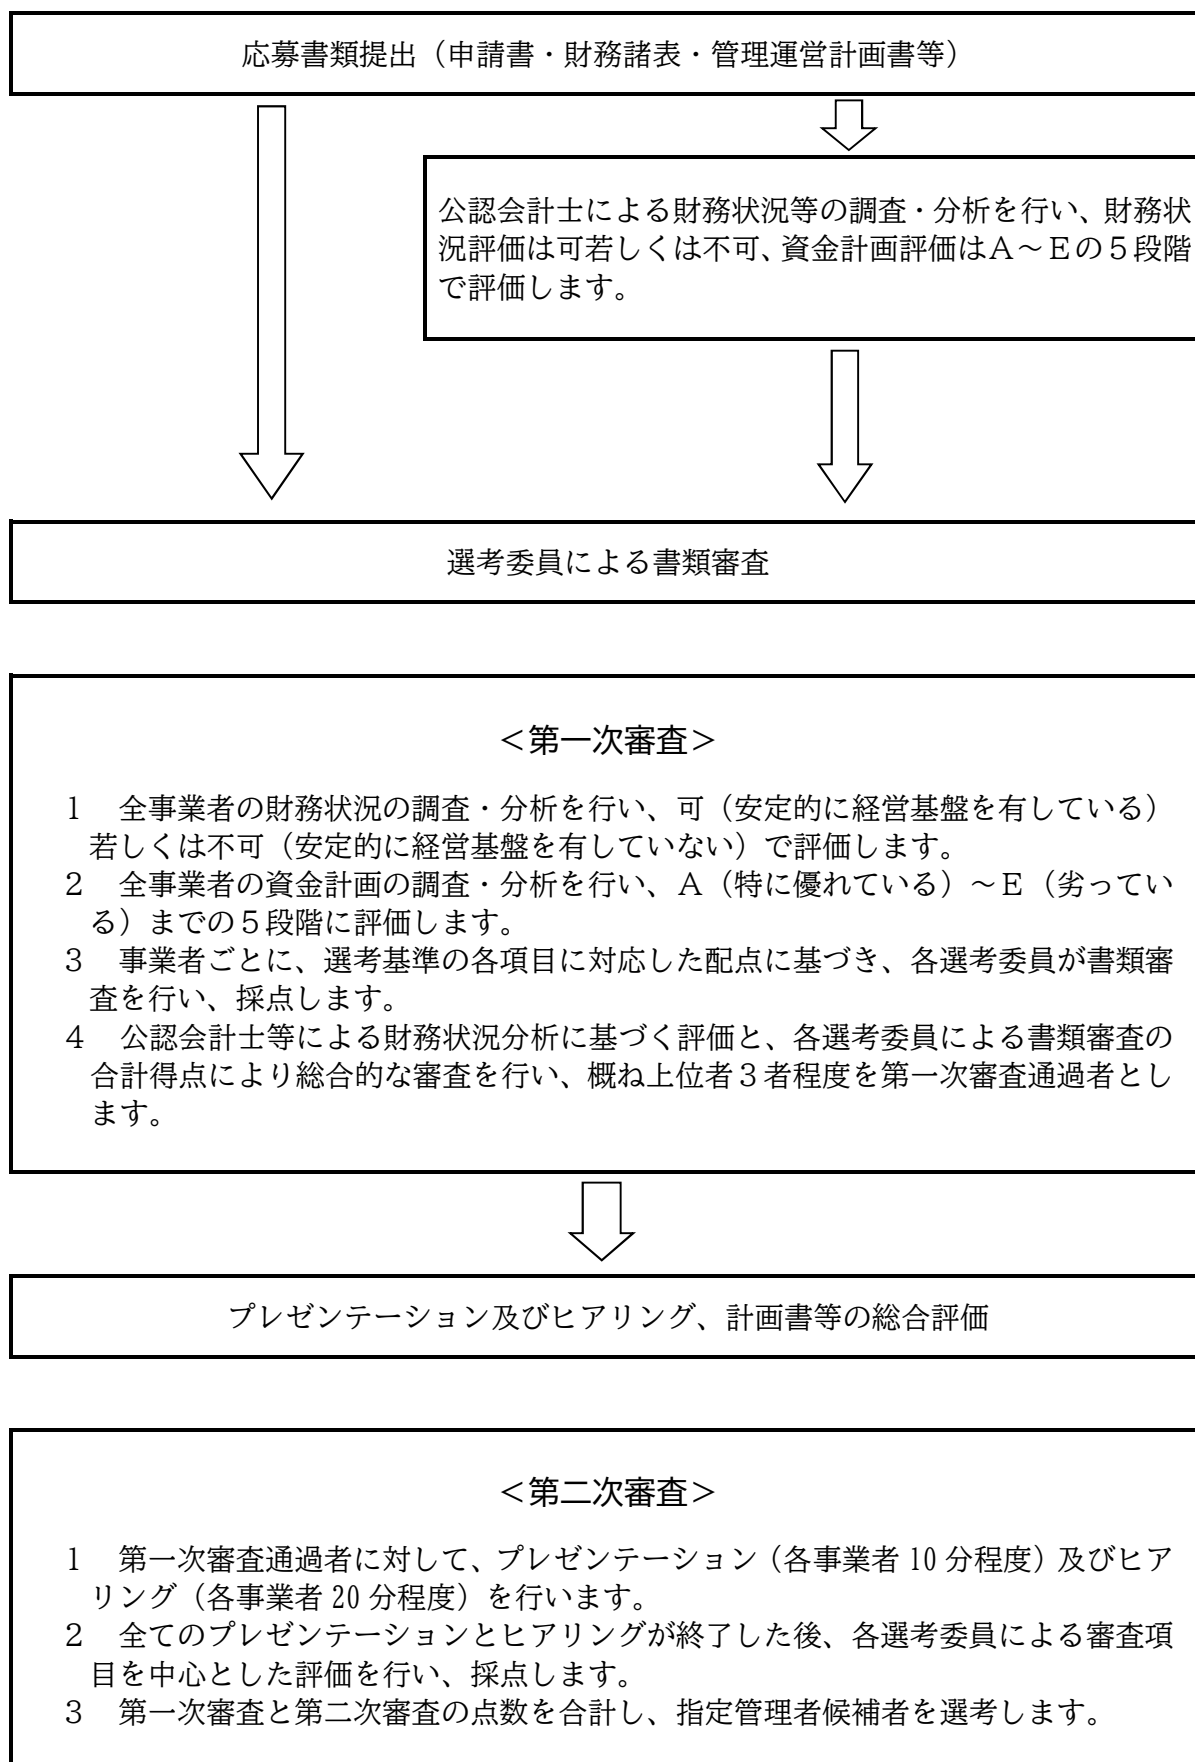 応募書類提出（申請書・財務諸表・管理運営計画書等）
公認会計士による財務状況等の調査・分析を行い、財務状
況評価は可若しくは不可、資金計画評価はＡ～Ｅの５段階
で評価します。
選考委員による書類審査
＜第一次審査＞
１　全事業者の財務状況の調査・分析を行い、可（安定的に経営基盤を有している）
若しくは不可（安定的に経営基盤を有していない）で評価します。
２　全事業者の資金計画の調査・分析を行い、Ａ（特に優れている）～Ｅ（劣ってい
る）までの５段階に評価します。
３　事業者ごとに、選考基準の各項目に対応した配点に基づき、各選考委員が書類審
査を行い、採点します。
４　公認会計士等による財務状況分析に基づく評価と、各選考委員による書類審査の
合計得点により総合的な審査を行い、概ね上位者３者程度を第一次審査通過者とし
ます。
プレゼンテーション及びヒアリング、計画書等の総合評価
＜第二次審査＞
１　第一次審査通過者に対して、プレゼンテーション（各事業者 10 分程度）及びヒア
リング（各事業者 20 分程度）を行います。
２　全てのプレゼンテーションとヒアリングが終了した後、各選考委員による審査項
目を中心とした評価を行い、採点します。
３　第一次審査と第二次審査の点数を合計し、指定管理者候補者を選考します。